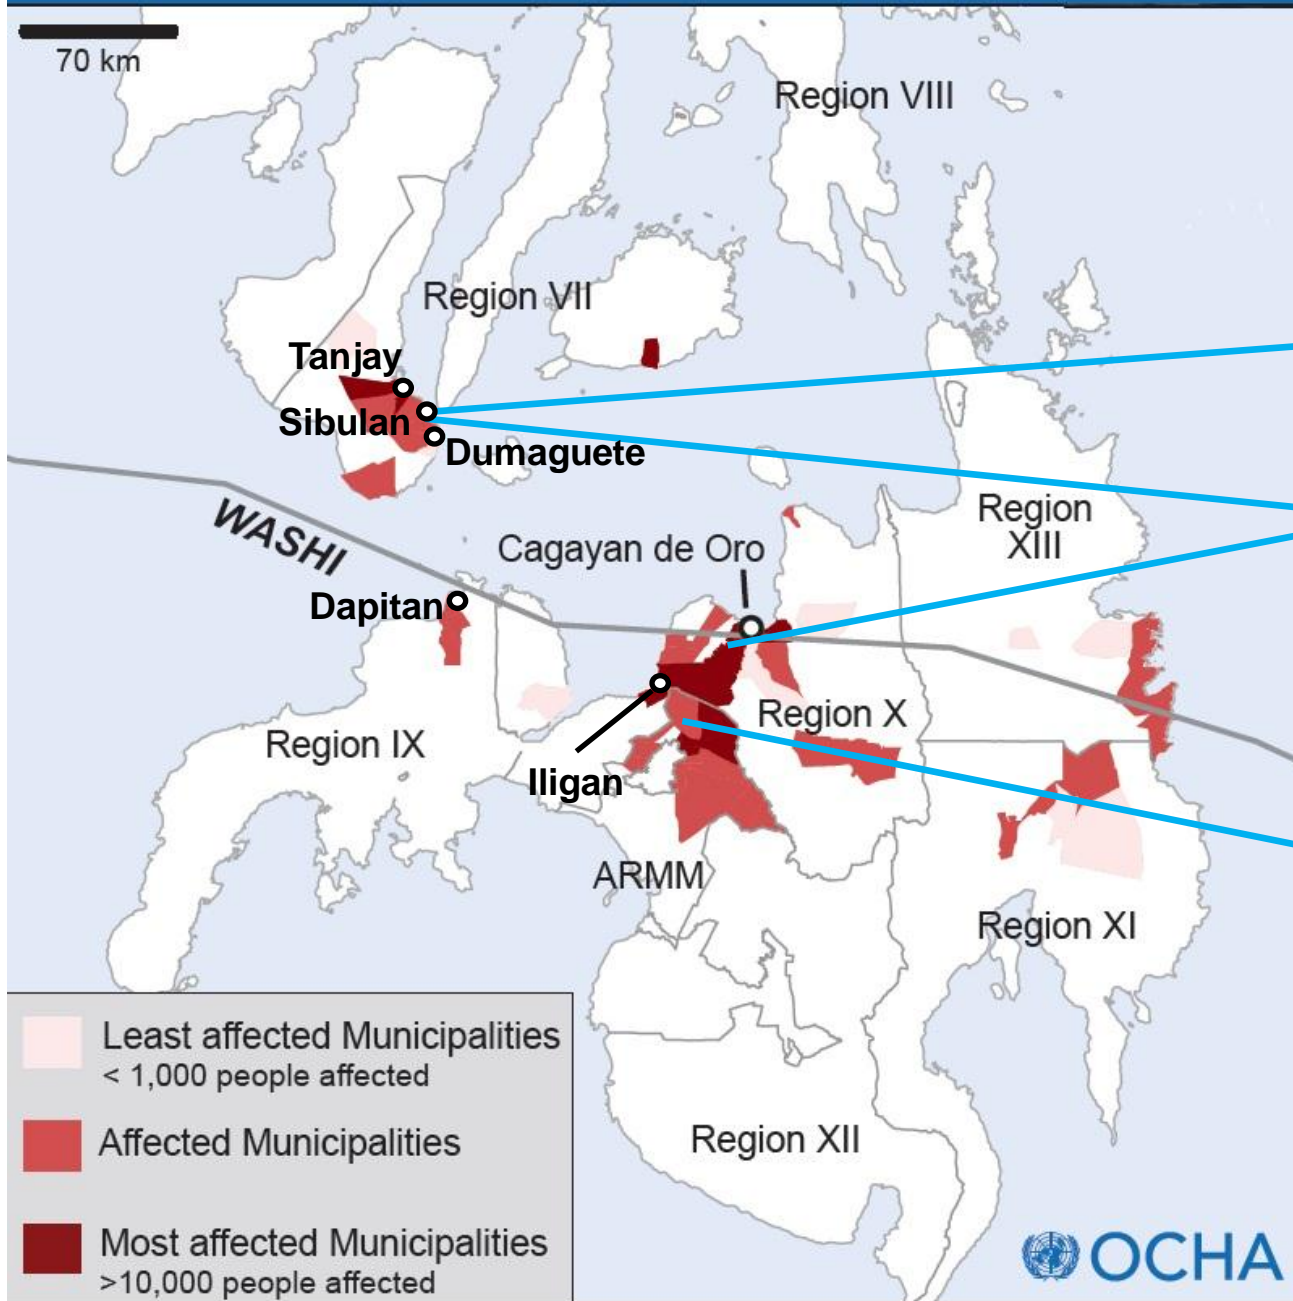 70 km
Region VIII
Region VII
Tanjay
Sibulan
Dumaguete
WASHI
Region
XIII
Cagayan de Oro
Dapitan
Region X
Region IX
Iligan
ARMM
Region XI
Least affected Municipalities
< 1,000 people affected
Affected Municipalities
Region XII
Most affected Municipalities
>10,000 people affected
OCHA